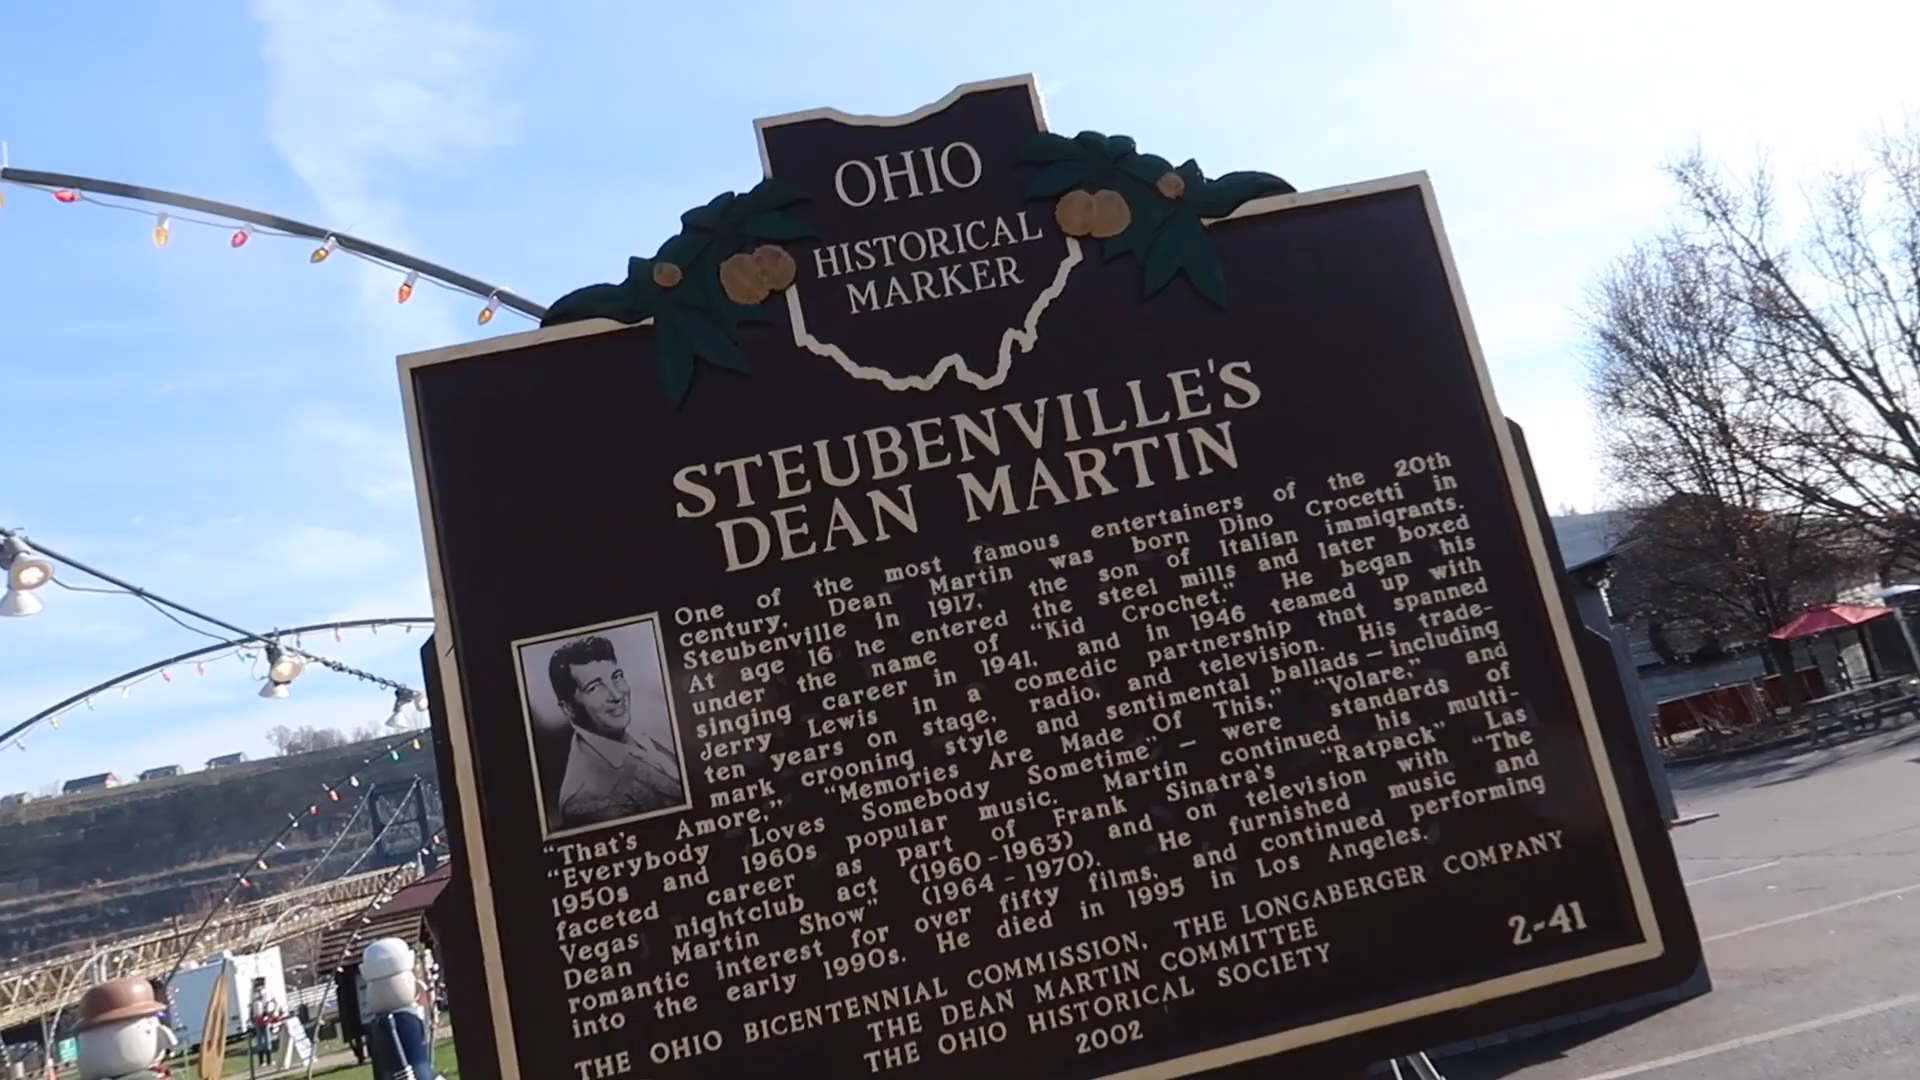 OHIO
HISTORICAL
MARKER
STEUBENVILLE'S
DEAN MARTIN
One of the most famous entertainers of the 20th
century, Dean Martin was born Dino Crocetti in
Steubenville in 1917, the son of Italian immigrants.
At age 16 he entered the steel mills and later boxed
under the name of "Kid Crochet." He began his
singing career in 1941, and in 1946 teamed up with
Jerry Lewis in a comedic partnership that spanned
ten years on stage, radio, and television. His trade-
mark crooning style and sentimental ballads – including
"That's Amore," "Memories Are Made Of This," "Volare," and
"Everybody Loves Somebody Sometime" – were standards of
1950s and 1960s popular music. Martin continued his multi-
faceted career as part of Frank Sinatra's "Ratpack" Las
Vegas nightclub act (1960-1963) and on television with "The
Dean Martin Show" (1964-1970). He furnished music and
romantic interest for over fifty films, and continued performing
into the early 1990s. He died in 1995 in Los Angeles.
THE OHIO BICENTENNIAL COMMISSION, THE LONGABERGER COMPANY
THE DEAN MARTIN COMMITTEE
THE OHIO HISTORICAL SOCIETY
2002
2-41